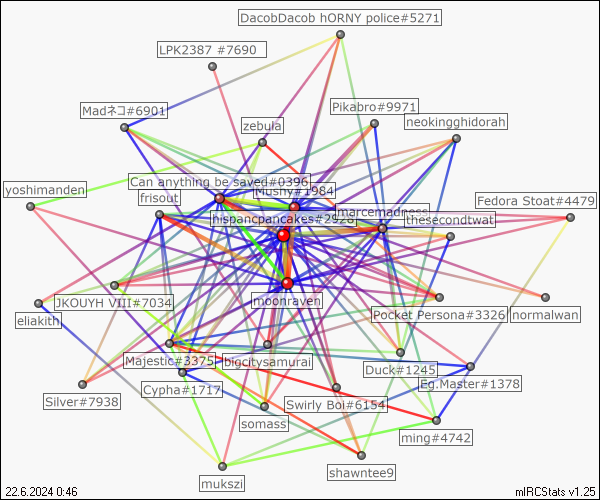 DacobDacob hORNY police#5271
LPK2387 #7690
Madネコ#6901
Pikabro#9971
zebula
neokingghidorah
Can anything be saved#0396
yoshimanden
frisout
Mushy#1984
Fedora Stoat#4479
hispancpancakes#2928
marcemadness
thesecondtwat
JKOUYH VIII#7034
moonraven
eliakith
Pocket Persona#3326
normalwan
Majestic#3375
bigcitysamurai
Duck#1245
Cypha#1717
Eg.Master#1378
Silver#7938
Swirly Boi#6154
somass
ming#4742
mukszi
shawntee9
22.6.2024 0:46
mIRCStats v1.25